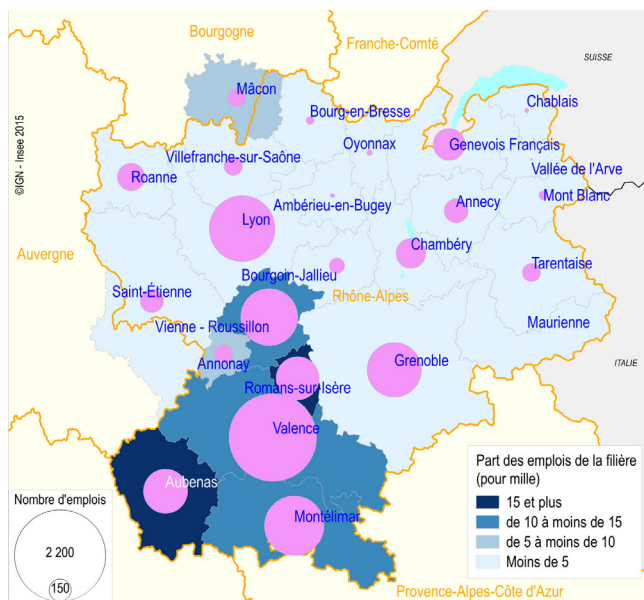 Bourgogne
Franche-Comté
SUISSE
Mâcon
Chablais
Bourg-en-Bresse
Oyonnax
Genevois Français
Villefranche-sur-Saône
Vallée de l'Arve
Roanne
Mont Blanc
Ambérieu-en-Bugey
Annecy
Lyon
©IGN - Insee 2015
Auvergne
Chambéry
Tarentaise
Bourgoin-Jallieu
Rhône-Alpes
Saint-Étienne
Vienne - Roussillon
Maurienne
Annonay
Grenoble
ITALIE
Romans-sur-Isère
Valence
Aubenas
Montélimar
Part des emplois de la filière
(pour mille)
15 et plus
de 10 à moins de 15
de 5 à moins de 10
Moins de 5
Nombre d'emplois
2 200
150
Provence-Alpes-Côte d'Azur